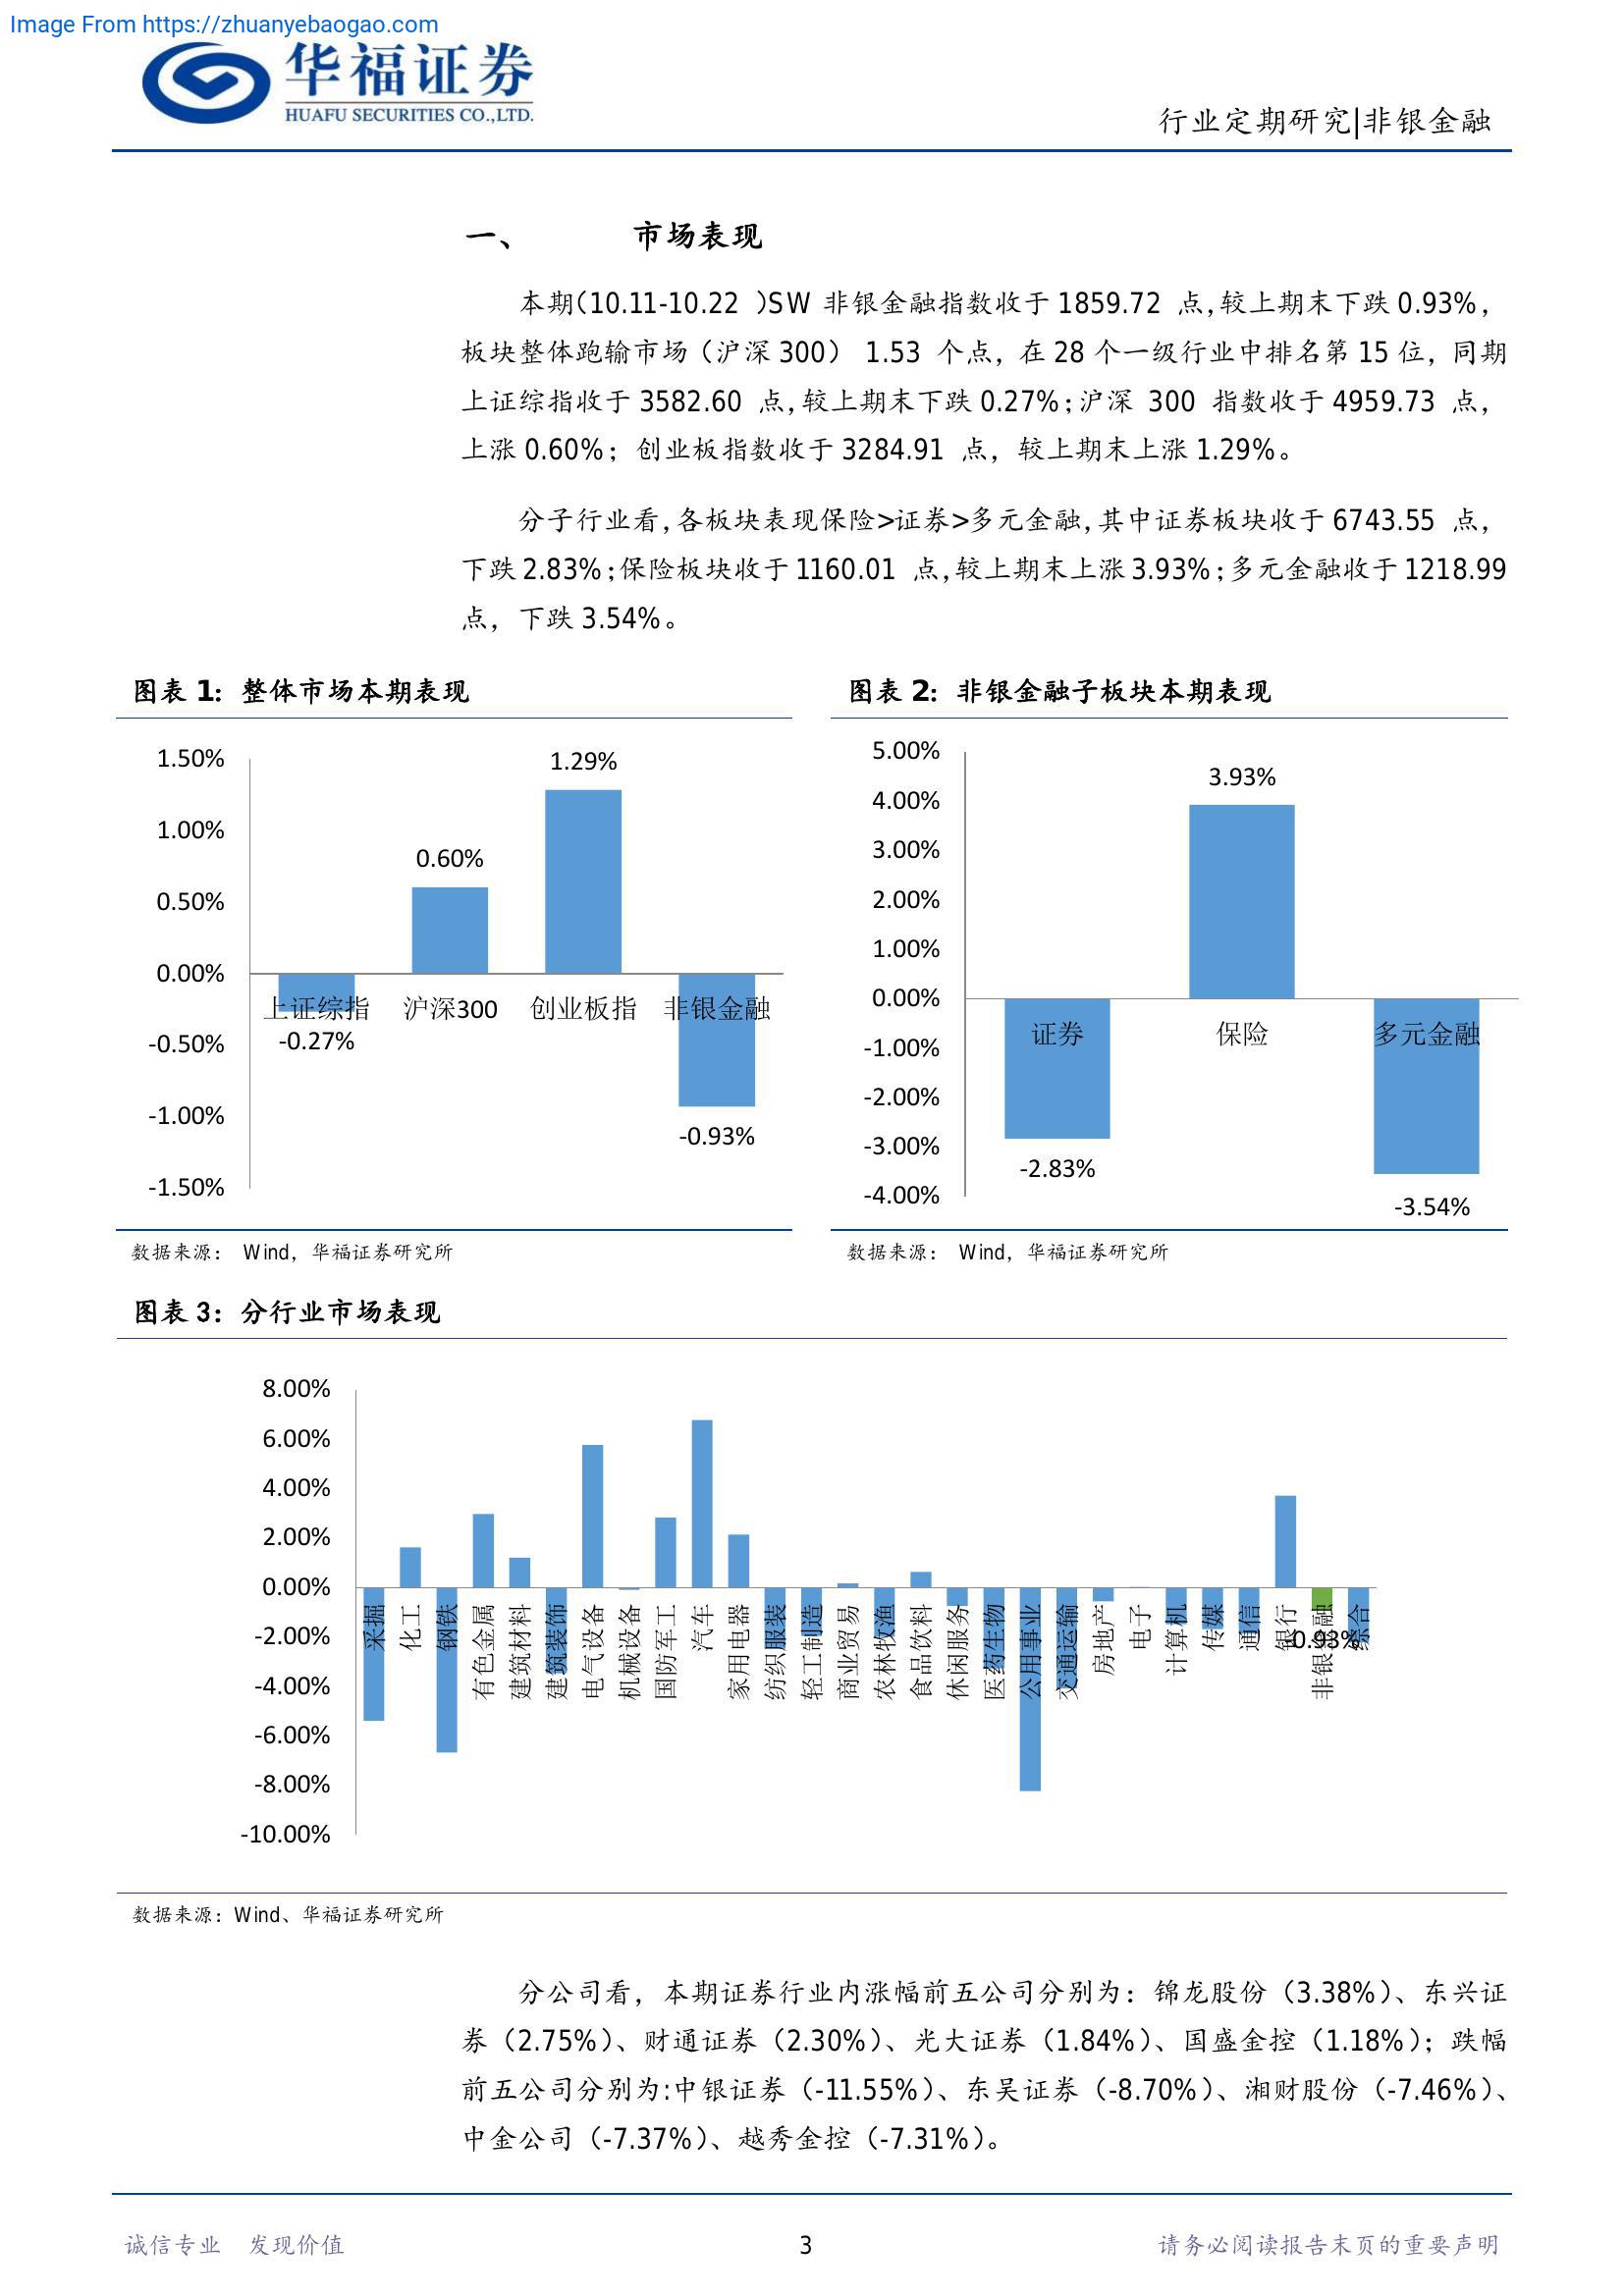 Image From https://zhuanyebaogao.com
华福证券
HUAFU SECURITIES CO.,LTD.
行业定期研究|非银金融
一、 市场表现
本期(10.11-10.22 )SW 非银金融指数收于 1859.72 点,较上期末下跌 0.93%，
板块整体跑输市场（沪深 300） 1.53 个点，在 28 个一级行业中排名第 15 位，同期
上证综指收于 3582.60 点,较上期末下跌 0.27%;沪深 300 指数收于 4959.73 点，
上涨 0.60%；创业板指数收于 3284.91 点，较上期末上涨 1.29%。
分子行业看,各板块表现保险>证券>多元金融,其中证券板块收于 6743.55 点，
下跌 2.83%;保险板块收于 1160.01 点,较上期末上涨 3.93%;多元金融收于 1218.99
点，下跌 3.54%。
图表 1：整体市场本期表现
1.50%
1.00%
0.50%
0.00%
-0.50%
-1.00%
-1.50%
1.29%
0.60%
上证综指 沪深300 创业板指 非银金融
-0.27%
-0.93%
数据来源： Wind，华福证券研究所
图表 2：非银金融子板块本期表现
5.00%
4.00%
3.00%
2.00%
1.00%
0.00%
-1.00%
-2.00%
-3.00%
-4.00%
3.93%
证券 保险 多元金融
-2.83%
-3.54%
数据来源： Wind，华福证券研究所
图表 3：分行业市场表现
8.00%
6.00%
4.00%
2.00%
0.00%
-2.00%
-4.00%
-6.00%
-8.00%
-10.00%
采掘
化工
钢铁
有色金属
建筑材料
建筑装饰
电气设备
机械设备
国防军工
汽车
家用电器
纺织服装
轻工制造
商业贸易
农林牧渔
食品饮料
休闲服务
医药生物
公用事业
交通运输
房地产
电子
计算机
传媒
通信
银行
非银金融
综合
-0.93%
数据来源：Wind、华福证券研究所
分公司看，本期证券行业内涨幅前五公司分别为：锦龙股份（3.38%）、东兴证
券（2.75%）、财通证券（2.30%）、光大证券（1.84%）、国盛金控（1.18%）；跌幅
前五公司分别为:中银证券（-11.55%）、东吴证券（-8.70%）、湘财股份（-7.46%）、
中金公司（-7.37%）、越秀金控（-7.31%）。
诚信专业 发现价值
3
请务必阅读报告末页的重要声明